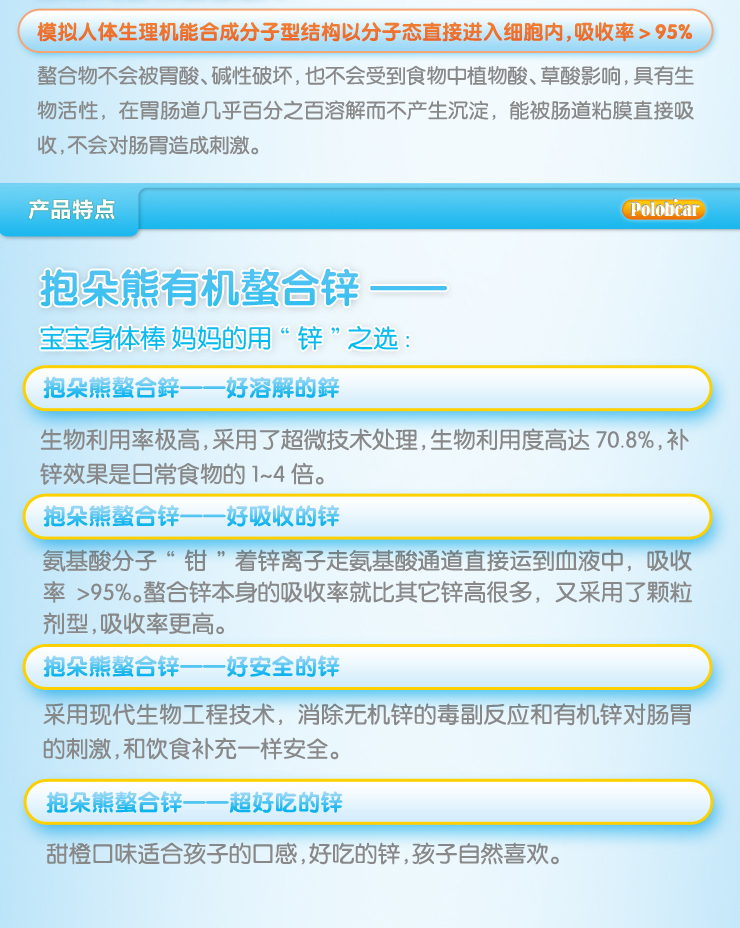 模拟人体生理机能合成分子型结构以分子态直接进入细胞内,吸收率＞95%
螯合物不会被胃酸、碱性破坏,也不会受到食物中植物酸、草酸影响,具有生
物活性，在胃肠道几乎百分之百溶解而不产生沉淀，能被肠道粘膜直接吸
收,不会对肠胃造成刺激。
产品特点
Polobear
抱朵熊有机螯合锌——
宝宝身体棒 妈妈的用“锌”之选：
抱朵熊螯合鋅——好溶解的鋅
生物利用率极高,采用了超微技术处理,生物利用度高达 70.8%,补
锌效果是日常食物的 1~4 倍。
抱朵熊螯合锌——好吸收的锌
氨基酸分子“钳”着锌离子走氨基酸通道直接运到血液中，吸收
率 >95%。螯合锌本身的吸收率就比其它锌高很多，又采用了颗粒
剂型,吸收率更高。
抱朵熊螯合锌——好安全的锌
采用现代生物工程技术，消除无机锌的毒副反应和有机锌对肠胃
的刺激,和饮食补充一样安全。
抱朵熊螯合锌——超好吃的锌
甜橙口味适合孩子的口感,好吃的锌,孩子自然喜欢。